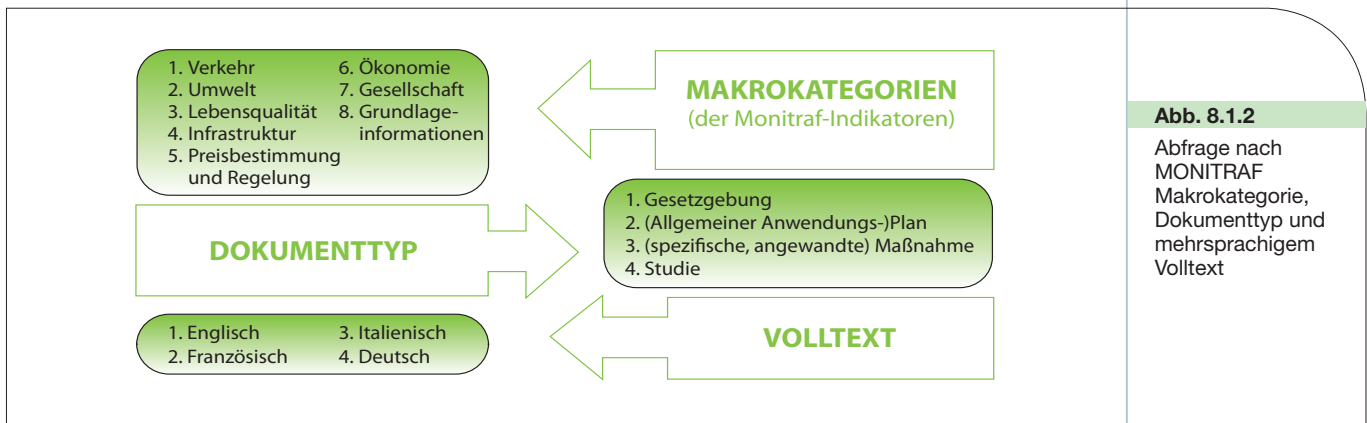 1. Verkehr
2. Umwelt
3. Lebensqualität
4. Infrastruktur
5. Preisbestimmung
und Regelung
6. Ökonomie
7. Gesellschaft
8. Grundlage-
informationen
MAKROKATEGORIEN
(der Monitraf-Indikatoren)
DOKUMENTTYP
1. Gesetzgebung
2. (Allgemeiner Anwendungs-)Plan
3. (spezifische, angewandte) Maßnahme
4. Studie
1. Englisch
2. Französisch
3. Italienisch
4. Deutsch
VOLLTEXT
Abb. 8.1.2
Abfrage nach
MONITRAF
Makrokategorie,
Dokumenttyp und
mehrsprachigem
Volltext